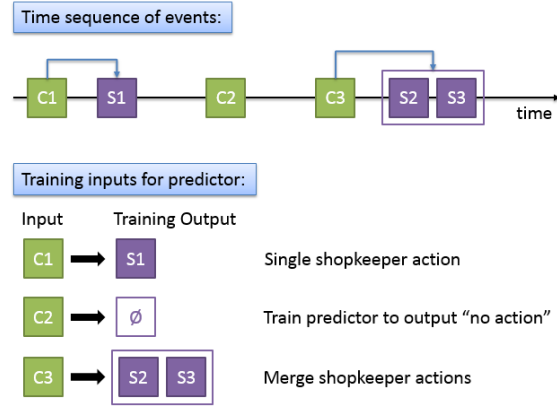 Time sequence of events:
C1 S1 C2 C3 S2 S3
time
Training inputs for predictor:
Input Training Output
C1 S1 Single shopkeeper action
C2 Ø Train predictor to output “no action”
C3 S2 S3 Merge shopkeeper actions